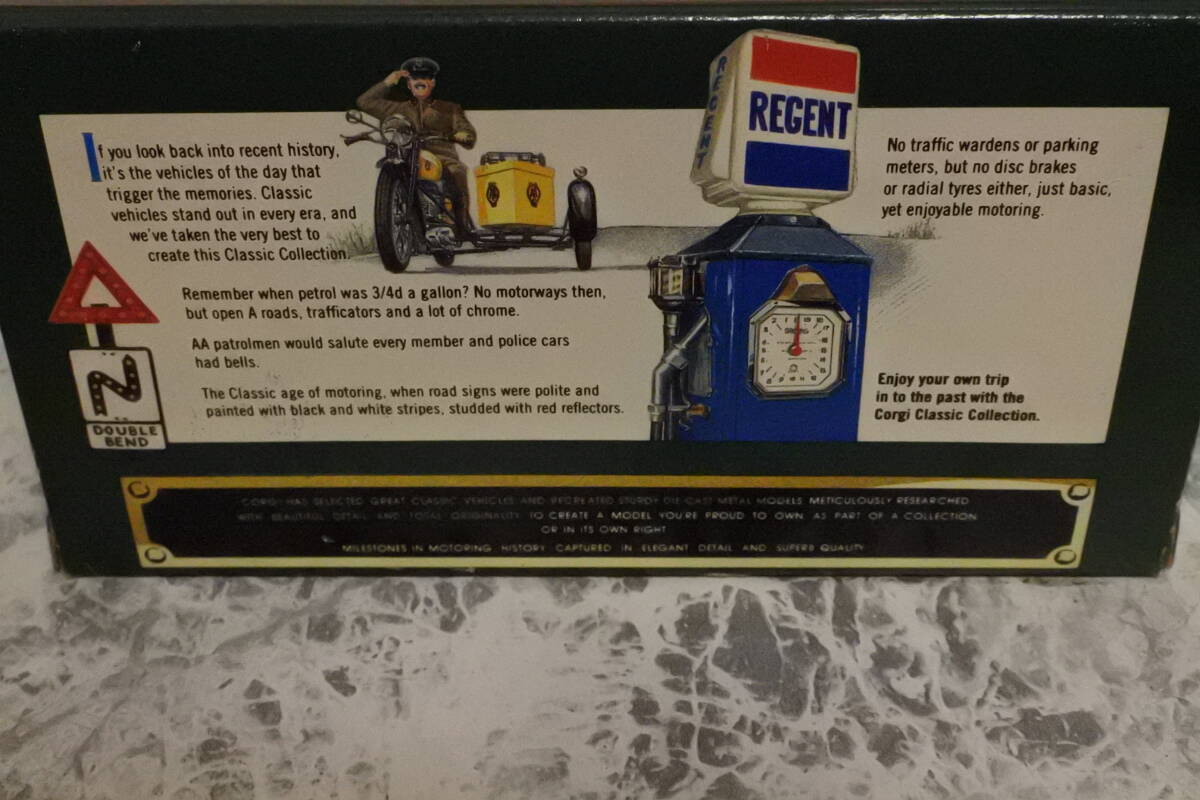 If you look back into recent history,
it's the vehicles of the day that
trigger the memories. Classic
vehicles stand out in every era, and
we've taken the very best to
create this Classic Collection.
Remember when petrol was 3/4d a gallon? No motorways then,
but open A roads, trafficators and a lot of chrome.
AA patrolmen would salute every member and police cars
had bells.
The Classic age of motoring, when road signs were polite and
painted with black and white stripes, studded with red reflectors.
DOUBLE
BEND
REGENT
REGENT
No traffic wardens or parking
meters, but no disc brakes
or radial tyres either, just basic,
yet enjoyable motoring.
Enjoy your own trip
in to the past with the
Corgi Classic Collection.
CORGI HAS SELECTED GREAT CLASSIC VEHICLES AND RECREATED STURDY DIE CAST METAL MODELS METICULOUSLY RESEARCHED
WITH BEAUTIFUL DETAIL AND TOTAL ORIGINALITY TO CREATE A MODEL YOU'RE PROUD TO OWN AS PART OF A COLLECTION
OR IN ITS OWN RIGHT
MILESTONES IN MOTORING HISTORY CAPTURED IN ELEGANT DETAIL AND SUPERB QUALITY